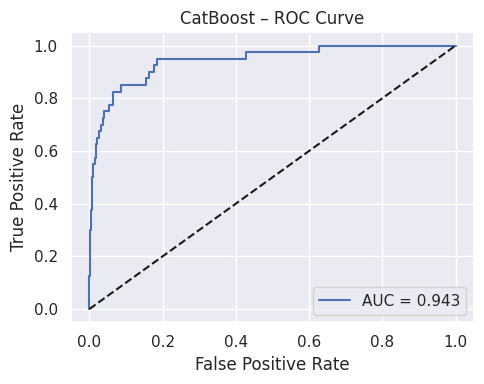 CatBoost – ROC Curve
True Positive Rate
1.0
0.8
0.6
0.4
0.2
0.0
AUC = 0.943
0.0 0.2 0.4 0.6 0.8 1.0
False Positive Rate